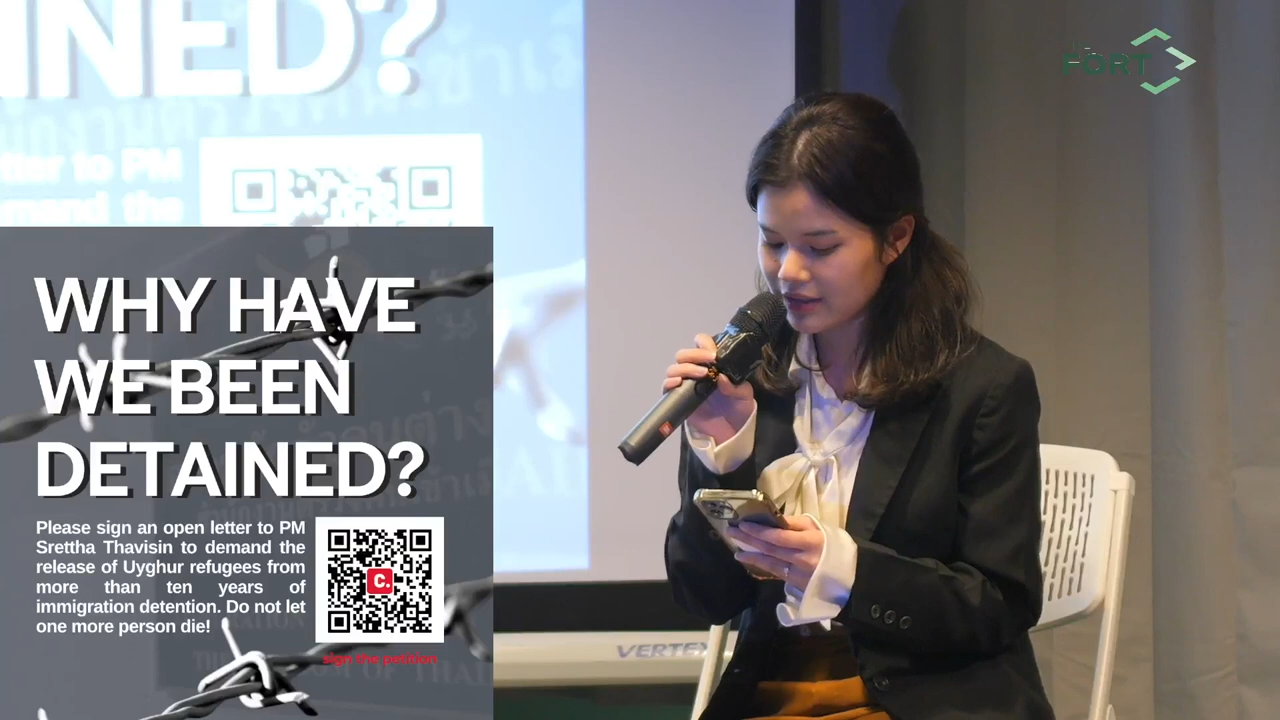 INED?
tter to PM
mand the
FORT
WHY HAVE
WE BEEN
DETAINED?
Please sign an open letter to PM
Srettha Thavisin to demand the
release of Uyghur refugees from
more than ten years of
immigration detention. Do not let
one more person die!
C.
sign the petition
VERTEX